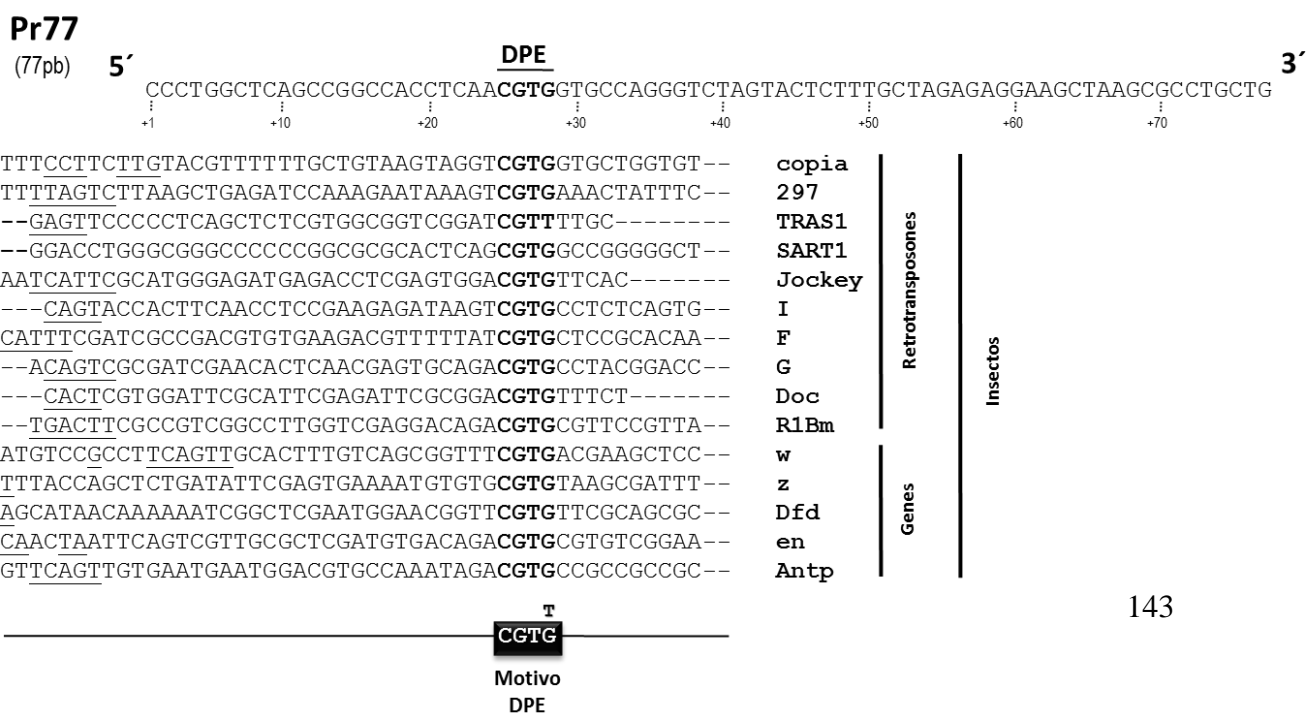 Pr77
(77pb)
DPE
5´ 3´
CCCTGGCTCAGCCGGCCACCTCAACGTGGTGCCAGGGTCTAGTACTCTTTGCTAGAGAGGAAGCTAAGCGCCTGCTG
+1 +10 +20 +30 +40 +50 +60 +70
TTTCCTTCTTGTACGTTTTTTGCTGTAAGTAGGTCGTGGTGCTGGTGT-- copia
TTTTAGTCTTAAGCTGAGATCCAAAGAATAAAGTCGTGAAACTATTTC-- 297
--GAGTTCCCCCTCAGCTCTCGTGGCGGTCGGATCGTTTTGC-------- TRAS1
--GGACCTGGGCGGGCCCCCCGGCGCGCACTCAGCGTGGCCGGGGGCT-- SART1
AATCATTCGCATGGGAGATGAGACCTCGAGTGGACGTGTTCAC------- Jockey
---CAGTACCACTTCAACCTCCGAAGAGATAAGTCGTGCCTCTCAGTG-- I
CATTTCGATCGCCGACGTGTGAAGACGTTTTTATCGTGCTCCGCACAA-- F
--ACAGTCGCGATCGAACACTCAACGAGTGCAGACGTGCCTACGGACC-- G
---CACTCGTGGATTCGCATTCGAGATTCGCGGACGTGTTTCT------- Doc
--TGACTTCGCCGTCGGCCTTGGTCGAGGACAGACGTGCGTTCCGTTA-- R1Bm
ATGTCCGCCTTCAGTTGCACTTTGTCAGCGGTTTCGTGACGAAGCTCC-- w
TTTACCAGCTCTGATATTCGAGTGAAAATGTGTGCGTGTAAGCGATTT-- z
AGCATAACAAAAAATCGGCTCGAATGGAACGGTTCGTGTTCGCAGCGC-- Dfd
CAACTAATTCAGTCGTTGCGCTCGATGTGACAGACGTGCGTGTCGGAA-- en
GTTCAGTTGTGAATGAATGGACGTGCCAAATAGACGTGCCGCCGCCGC-- Antp
Retrotransposones
Genes
Insectos
143
T
CGTG
Motivo
DPE